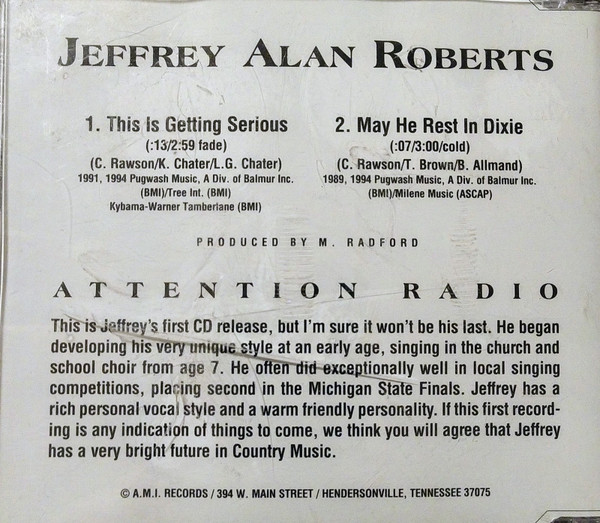 JEFFREY ALAN ROBERTS
1. This Is Getting Serious
(:13/2:59 fade)
(C. Rawson/K. Chater/L.G. Chater)
1991, 1994 Pugwash Music, A Div. of Balmur Inc.
(BMI)/Tree Int. (BMI)
Kybama-Warner Tamberlane (BMI)
2. May He Rest In Dixie
(:07/3:00/cold)
(C. Rawson/T. Brown/B. Allmand)
1989, 1994 Pugwash Music, A Div. of Balmur Inc.
(BMI)/Milene Music (ASCAP)
PRODUCED BY M. RADFORD
ATTENTION RADIO
This is Jeffrey's first CD release, but I'm sure it won't be his last. He began
developing his very unique style at an early age, singing in the church and
school choir from age 7. He often did exceptionally well in local singing
competitions, placing second in the Michigan State Finals. Jeffrey has a
rich personal vocal style and a warm friendly personality. If this first record-
ing is any indication of things to come, we think you will agree that Jeffrey
has a very bright future in Country Music.
© A.M.I. RECORDS / 394 W. MAIN STREET / HENDERSONVILLE, TENNESSEE 37075